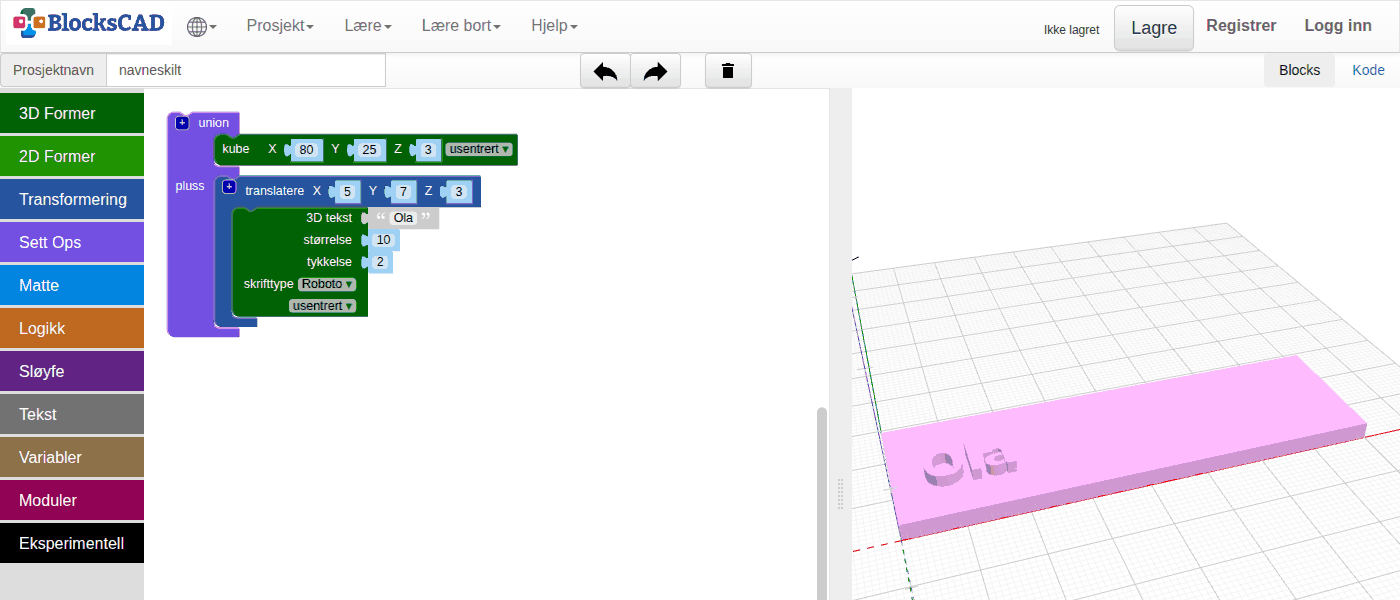 BlocksCAD Prosjekt Lære Lære bort Hjelp Ikke lagret Lagre Registrer Logg inn
Prosjektnavn navneskilt Blocks Kode
3D Former
2D Former
Transformering
Sett Ops
Matte
Logikk
Sløyfe
Tekst
Variabler
Moduler
Eksperimentell
+ union
kube X 80 Y 25 Z 3 usentrert ▾
pluss + translatere X 5 Y 7 Z 3
3D tekst “ Ola ”
størrelse 10
tykkelse 2
skrifttype Roboto ▾
usentrert ▾
Ola